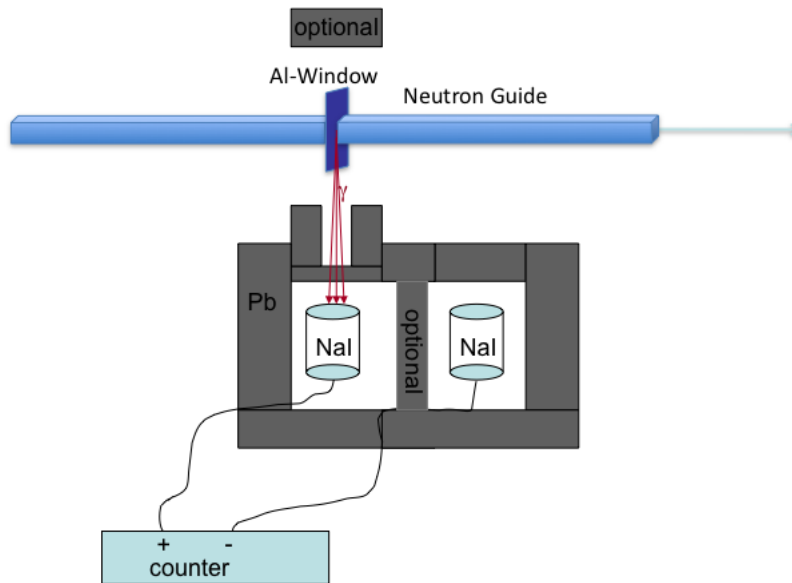 optional
Al-Window
Neutron Guide
γ
Pb
optional
NaI
NaI
+ -
counter